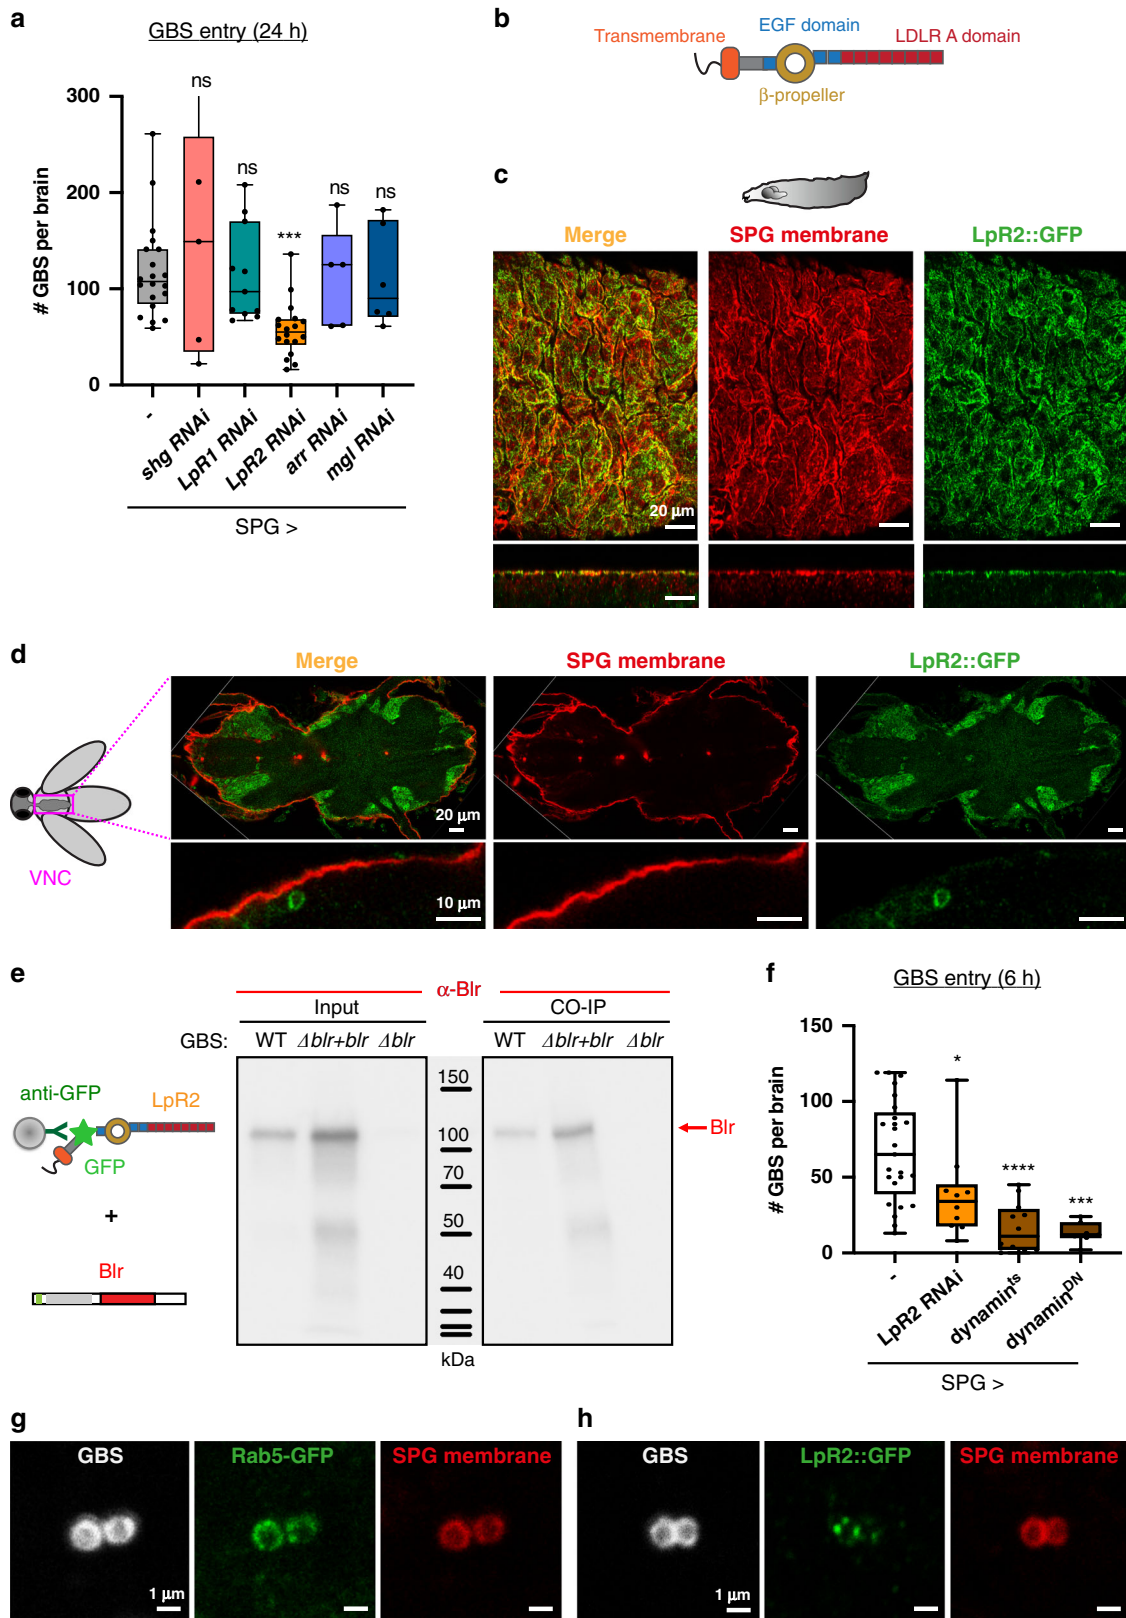 a
GBS entry (24 h)
# GBS per brain
300
200
100
0
ns
ns
***
ns
ns
-
shg RNAi
LpR1 RNAi
LpR2 RNAi
arr RNAi
mgl RNAi
SPG >
b
EGF domain
Transmembrane
LDLR A domain
β-propeller
c
Merge
SPG membrane
LpR2::GFP
20 μm
d
Merge
SPG membrane
LpR2::GFP
20 μm
VNC
10 μm
e
α-Blr
Input
CO-IP
GBS: WT Δblr+blr Δblr
WT Δblr+blr Δblr
150
100
70
50
40
kDa
Blr
anti-GFP
LpR2
GFP
+
Blr
f
GBS entry (6 h)
# GBS per brain
150
100
50
0
*
****
***
-
LpR2 RNAi
dynamin^ts
dynamin^DN
SPG >
g
GBS
Rab5-GFP
SPG membrane
1 μm
h
GBS
LpR2::GFP
SPG membrane
1 μm